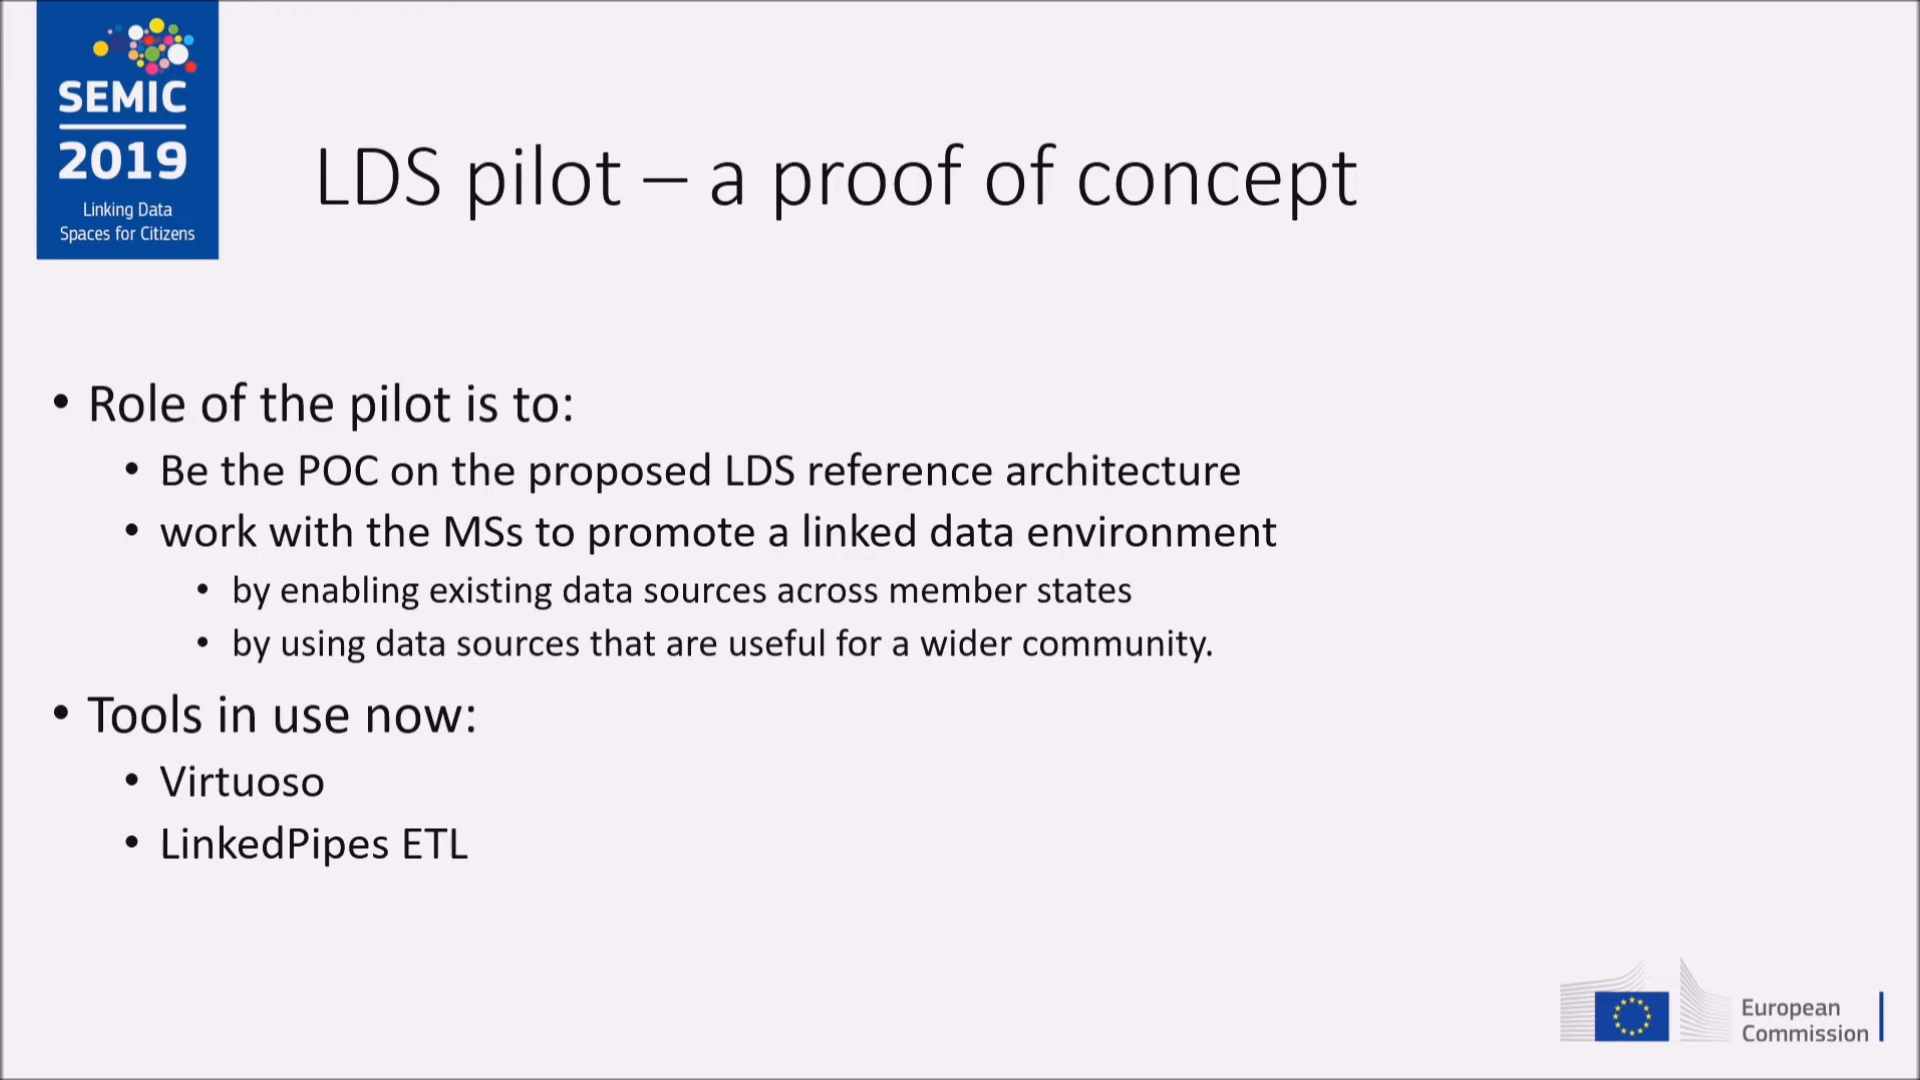 SEMIC
2019
Linking Data
Spaces for Citizens
LDS pilot – a proof of concept
• Role of the pilot is to:
• Be the POC on the proposed LDS reference architecture
• work with the MSs to promote a linked data environment
• by enabling existing data sources across member states
• by using data sources that are useful for a wider community.
• Tools in use now:
• Virtuoso
• LinkedPipes ETL
European
Commission